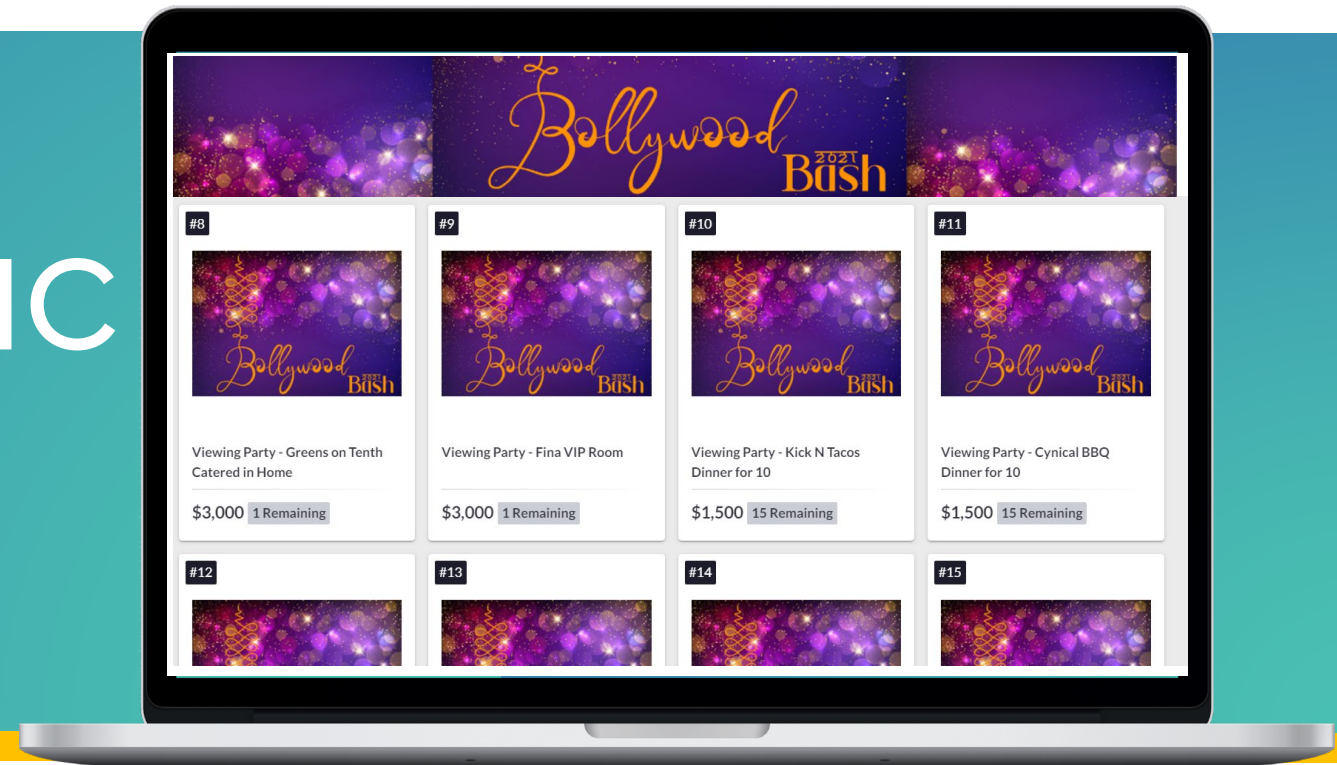 IC
Bollywood
2021
Bash
#8
#9
#10
#11
Bollywood
2021
Bash
Bollywood
2021
Bash
Bollywood
2021
Bash
Bollywood
2021
Bash
Viewing Party - Greens on Tenth
Catered in Home
Viewing Party - Fina VIP Room
Viewing Party - Kick N Tacos
Dinner for 10
Viewing Party - Cynical BBQ
Dinner for 10
$3,000 1 Remaining
$3,000 1 Remaining
$1,500 15 Remaining
$1,500 15 Remaining
#12
#13
#14
#15